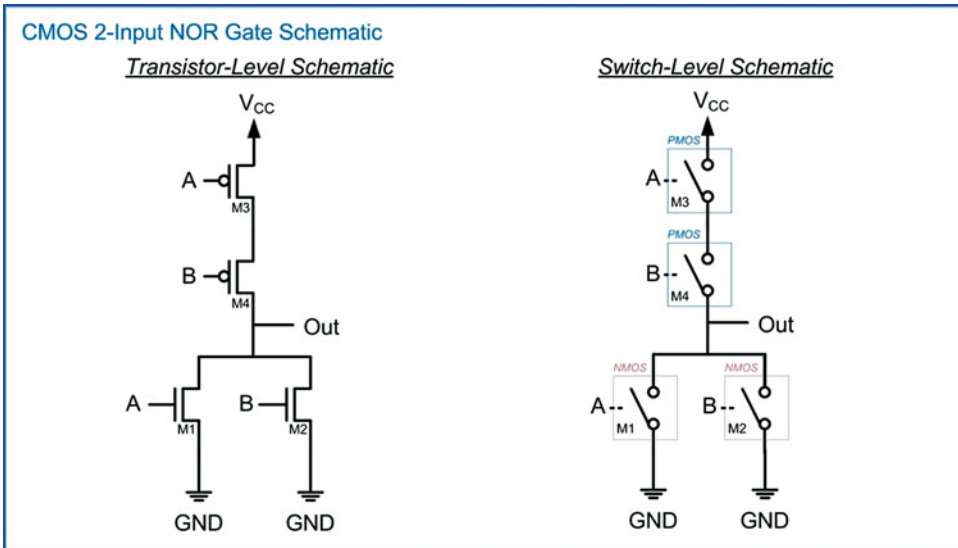 CMOS 2-Input NOR Gate Schematic
Transistor-Level Schematic
VCC
A
M3
B
M4
Out
A
M1
B
M2
GND
GND
Switch-Level Schematic
VCC
PMOS
A
M3
PMOS
B
M4
Out
NMOS
A
M1
NMOS
B
M2
GND
GND